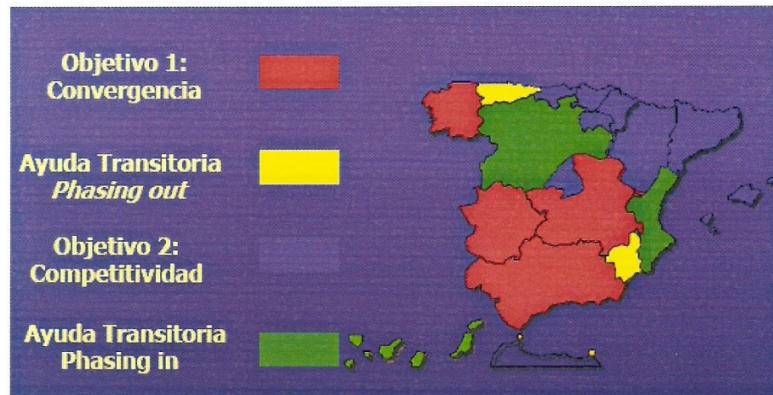 Objetivo 1:
Convergencia
Ayuda Transitoria
Phasing out
Objetivo 2:
Competitividad
Ayuda Transitoria
Phasing in